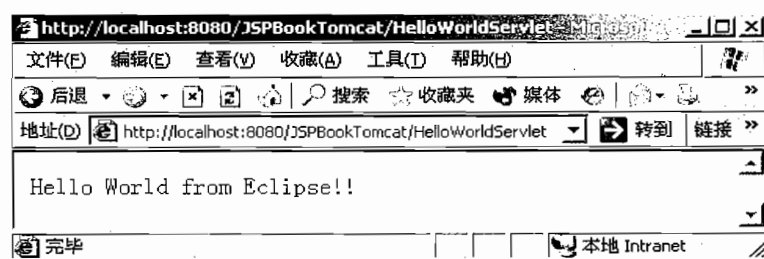 http://localhost:8080/JSPBookTomcat/HelloWorldServlet - Microsof
文件(F) 编辑(E) 查看(V) 收藏(A) 工具(T) 帮助(H)
后退 搜索 收藏夹 媒体 »
地址(D) http://localhost:8080/JSPBookTomcat/HelloWorldServlet 转到 链接 »
Hello World from Eclipse!!
完毕 本地 Intranet